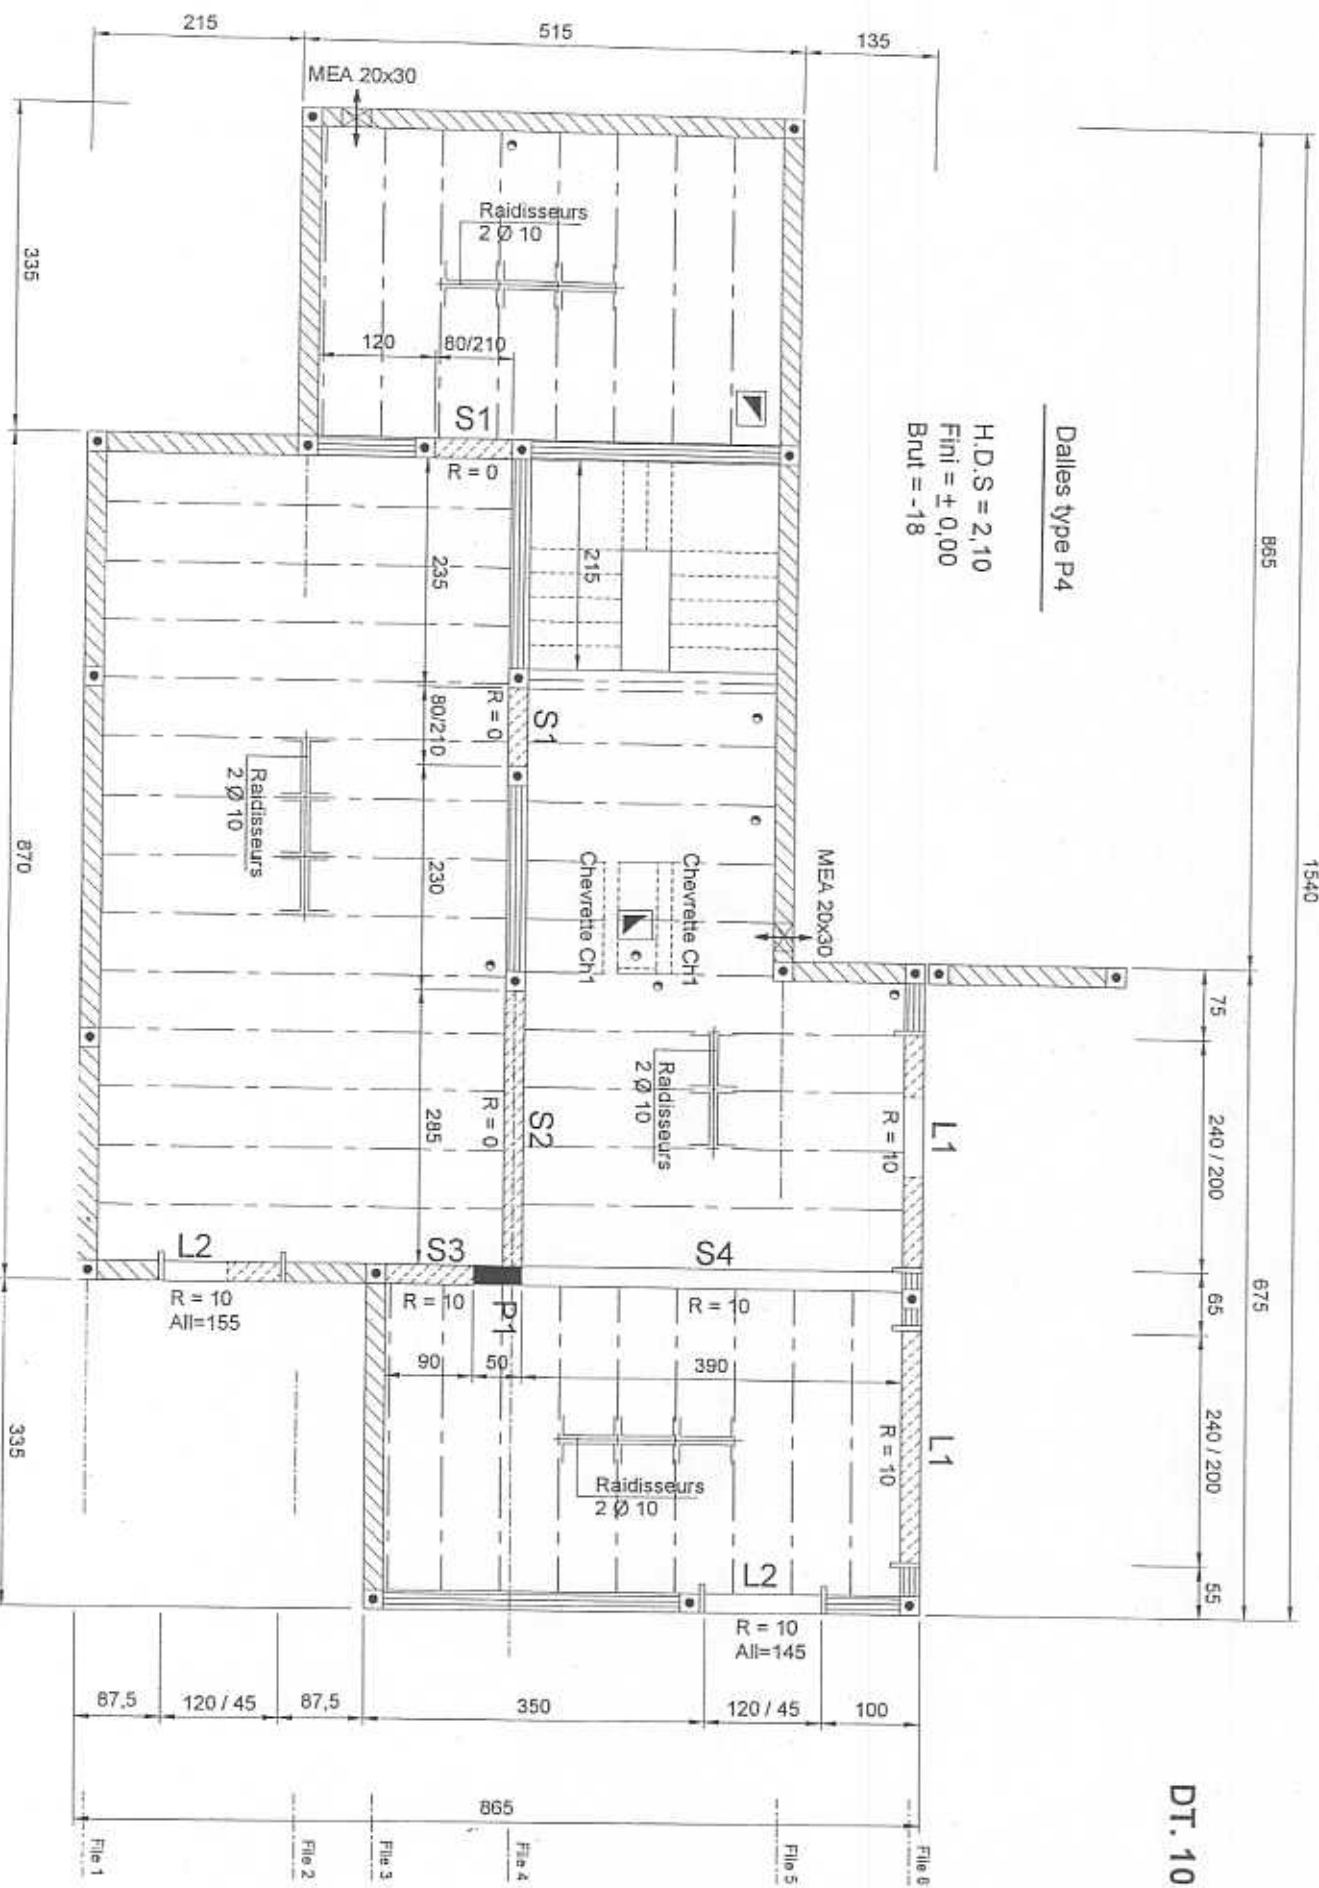 215
515
135
MEA 20x30
335
Raidisseurs
2 Ø 10
120
80/210
S1
R = 0
Dalles type P4
H.D.S = 2,10
Fini = ± 0,00
Brut = -18
865
1540
235
215
80/210
R = 0
S1
Raidisseurs
2 Ø 10
230
870
Chevrette Ch1
Chevrette Ch1
MEA 20x30
75
240 / 200
L1
R = 10
Raidisseurs
2 Ø 10
285
R = 0
S2
L2
R = 10
All=155
S3
R = 10
P1
S4
R = 10
65
675
90
50
390
240 / 200
L1
R = 10
335
Raidisseurs
2 Ø 10
L2
R = 10
All=145
55
87,5
120 / 45
87,5
350
120 / 45
100
865
File 1
File 2
File 3
File 4
File 5
File 6
DT. 10